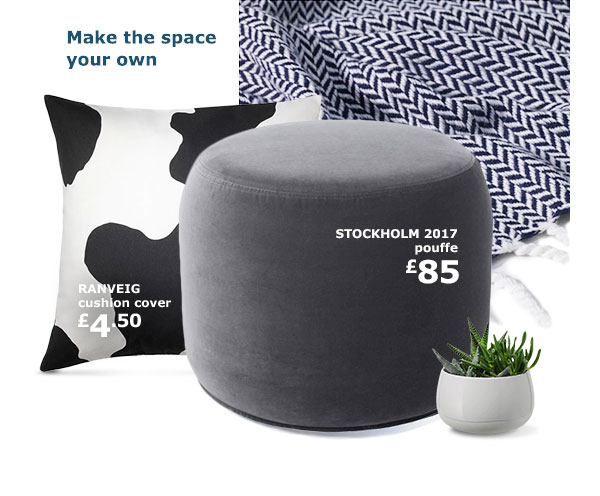 Make the space
your own
STOCKHOLM 2017
pouffe
£85
RANVEIG
cushion cover
£4.50